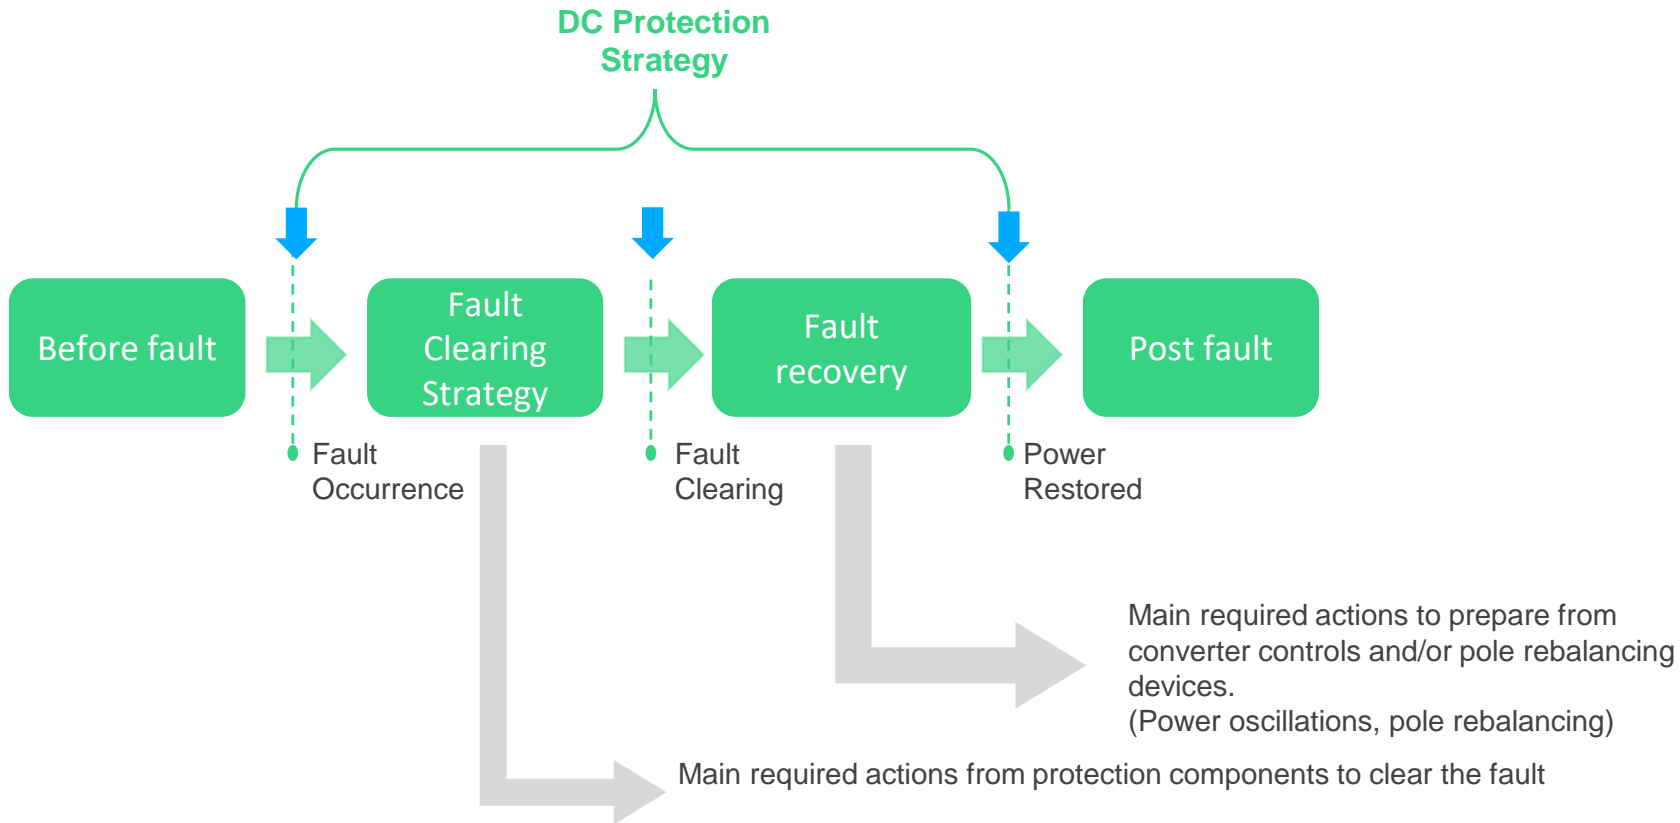 DC Protection
Strategy
Before fault
Fault
Clearing
Strategy
Fault
recovery
Post fault
Fault
Occurrence
Fault
Clearing
Power
Restored
Main required actions to prepare from
converter controls and/or pole rebalancing
devices.
(Power oscillations, pole rebalancing)
Main required actions from protection components to clear the fault